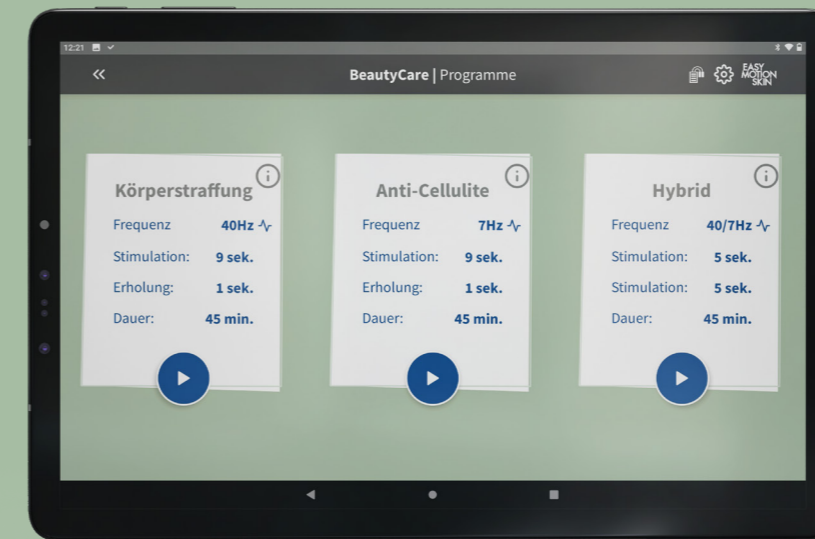 12:21
BeautyCare | Programme
EASY
MOTION
SKIN
Körperstraffung
Frequenz 40Hz
Stimulation: 9 sek.
Erholung: 1 sek.
Dauer: 45 min.
Anti-Cellulite
Frequenz 7Hz
Stimulation: 9 sek.
Erholung: 1 sek.
Dauer: 45 min.
Hybrid
Frequenz 40/7Hz
Stimulation: 5 sek.
Stimulation: 5 sek.
Dauer: 45 min.